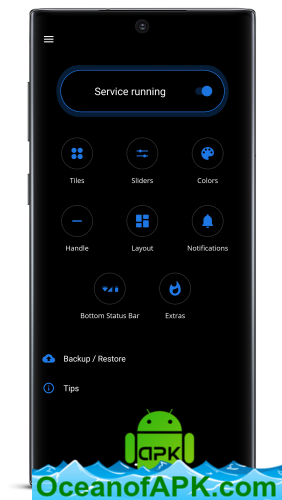 Service running
Tiles
Sliders
Colors
Handle
Layout
Notifications
Bottom Status Bar
Extras
Backup / Restore
Tips
APK
OceanofAPK.com